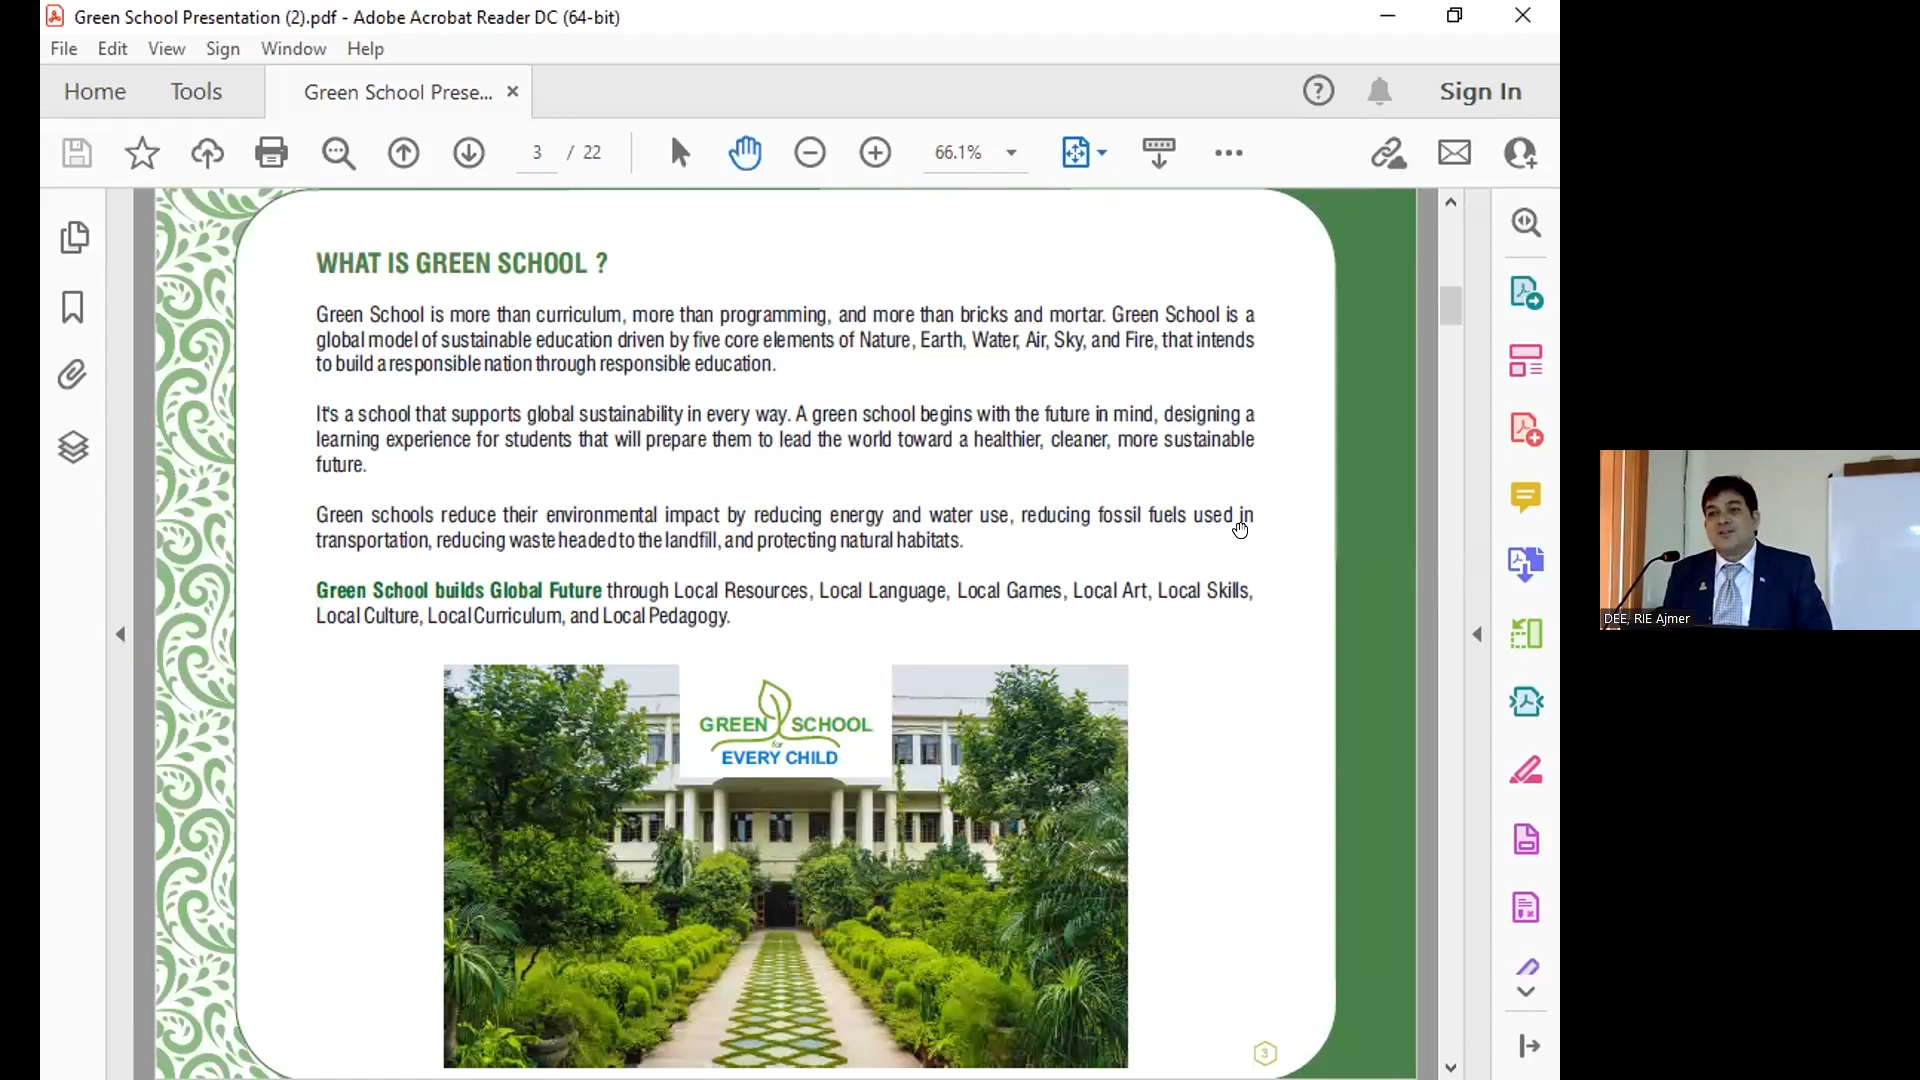 Green School Presentation (2).pdf - Adobe Acrobat Reader DC (64-bit)
File Edit View Sign Window Help
Home Tools Green School Prese... Sign In
3 / 22 66.1%
WHAT IS GREEN SCHOOL ?
Green School is more than curriculum, more than programming, and more than bricks and mortar. Green School is a
global model of sustainable education driven by five core elements of Nature, Earth, Water, Air, Sky, and Fire, that intends
to build a responsible nation through responsible education.
It's a school that supports global sustainability in every way. A green school begins with the future in mind, designing a
learning experience for students that will prepare them to lead the world toward a healthier, cleaner, more sustainable
future.
Green schools reduce their environmental impact by reducing energy and water use, reducing fossil fuels used in
transportation, reducing waste headed to the landfill, and protecting natural habitats.
Green School builds Global Future through Local Resources, Local Language, Local Games, Local Art, Local Skills,
Local Culture, Local Curriculum, and Local Pedagogy.
GREEN SCHOOL
for
EVERY CHILD
3
DEE, RIE Ajmer